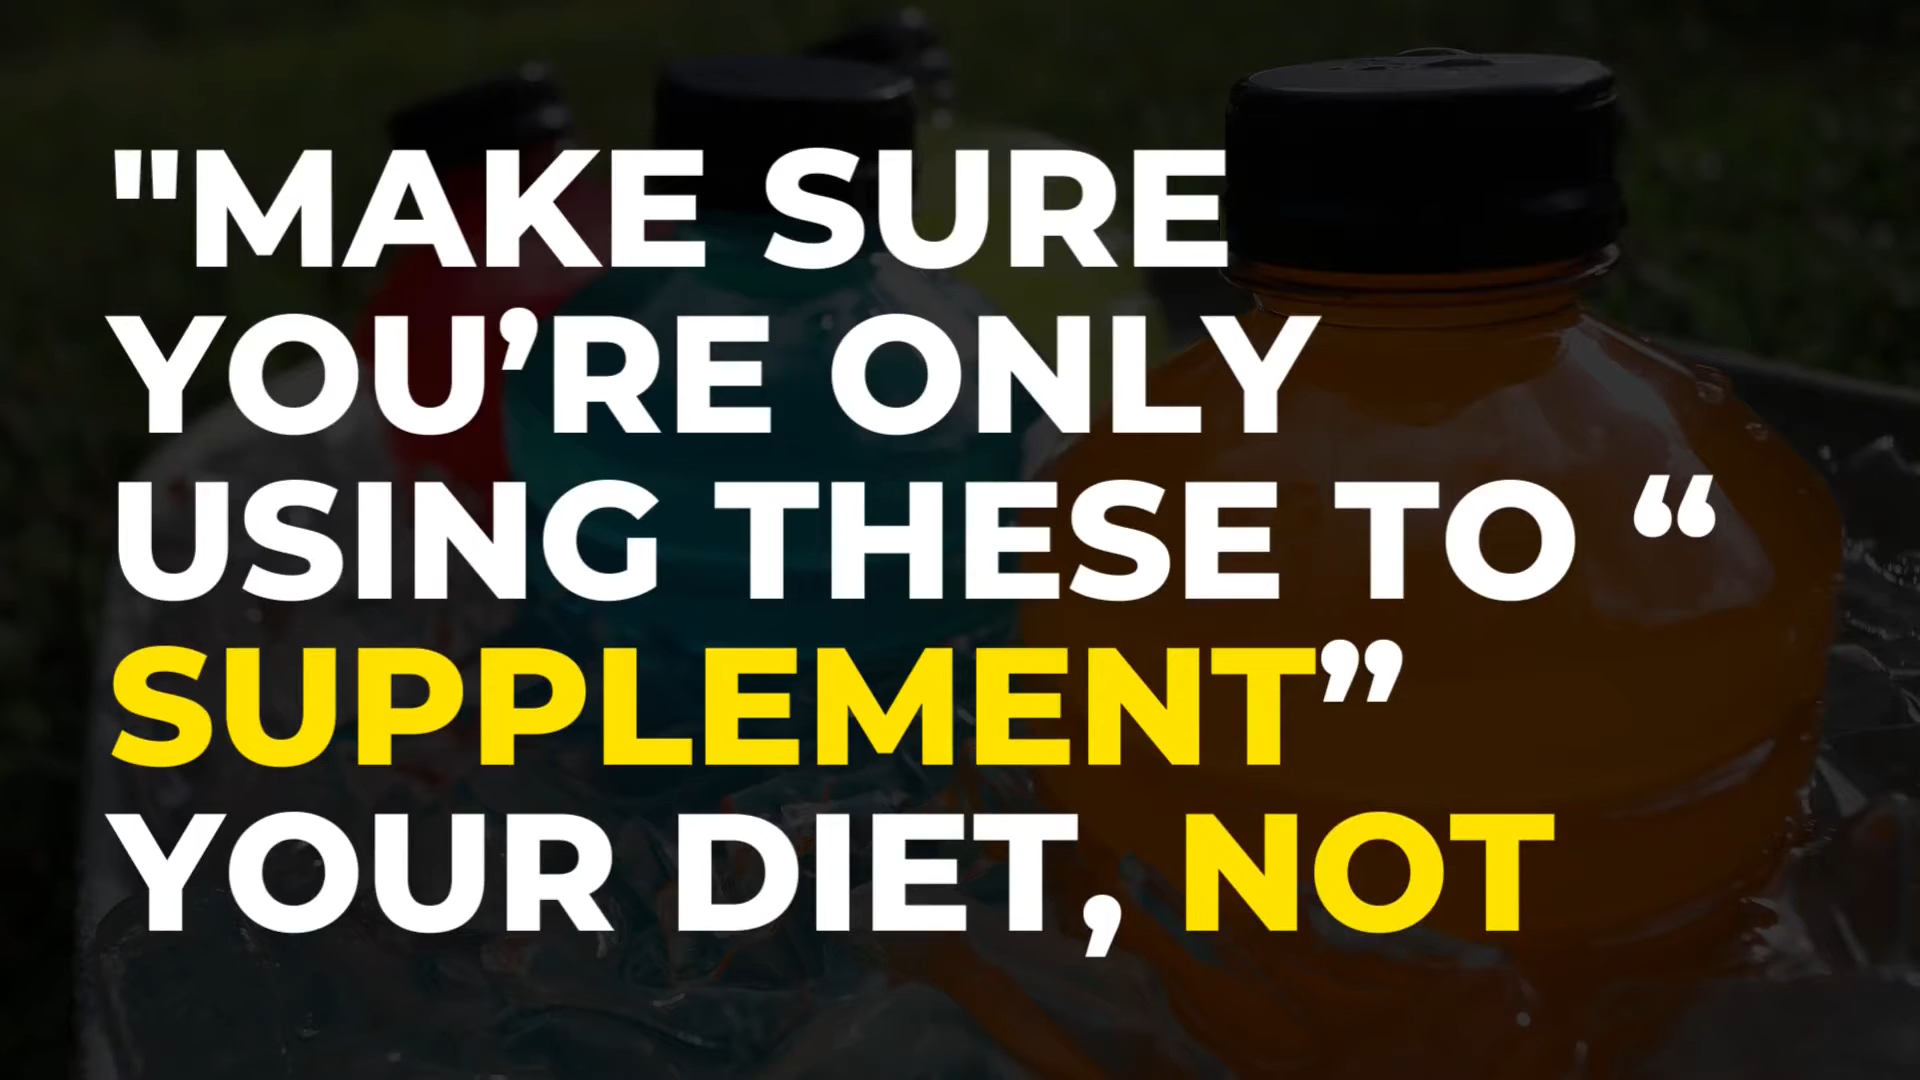 "MAKE SURE
YOU’RE ONLY
USING THESE TO “
SUPPLEMENT”
YOUR DIET, NOT